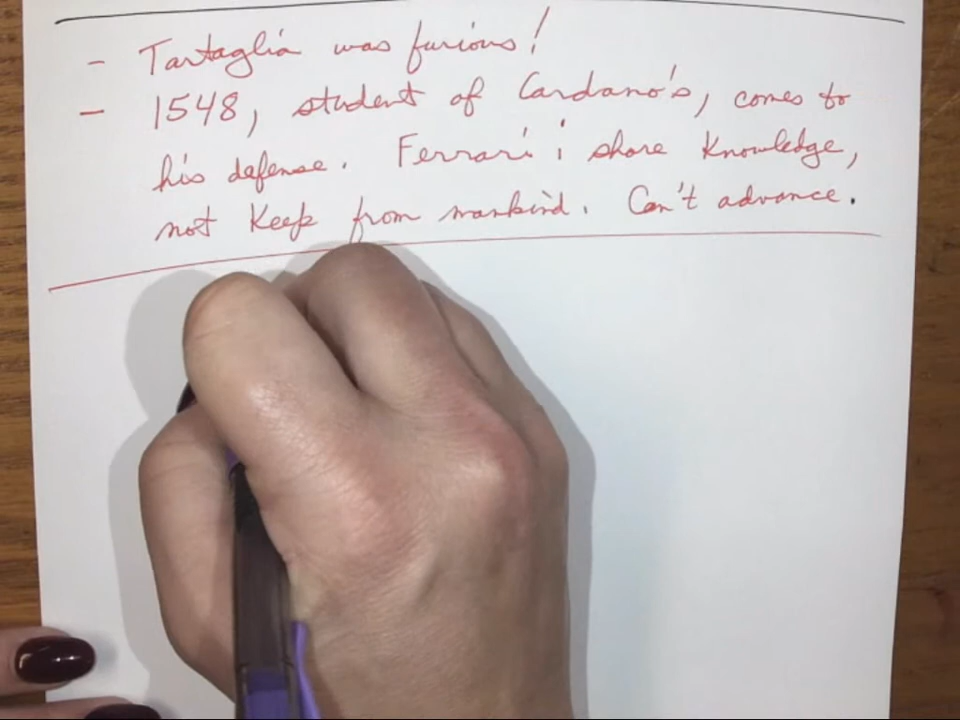 - Tartaglia was furious!
- 1548, student of Cardano's, comes to
his defense. Ferrari; share knowledge,
not keep from mankind. Can't advance.